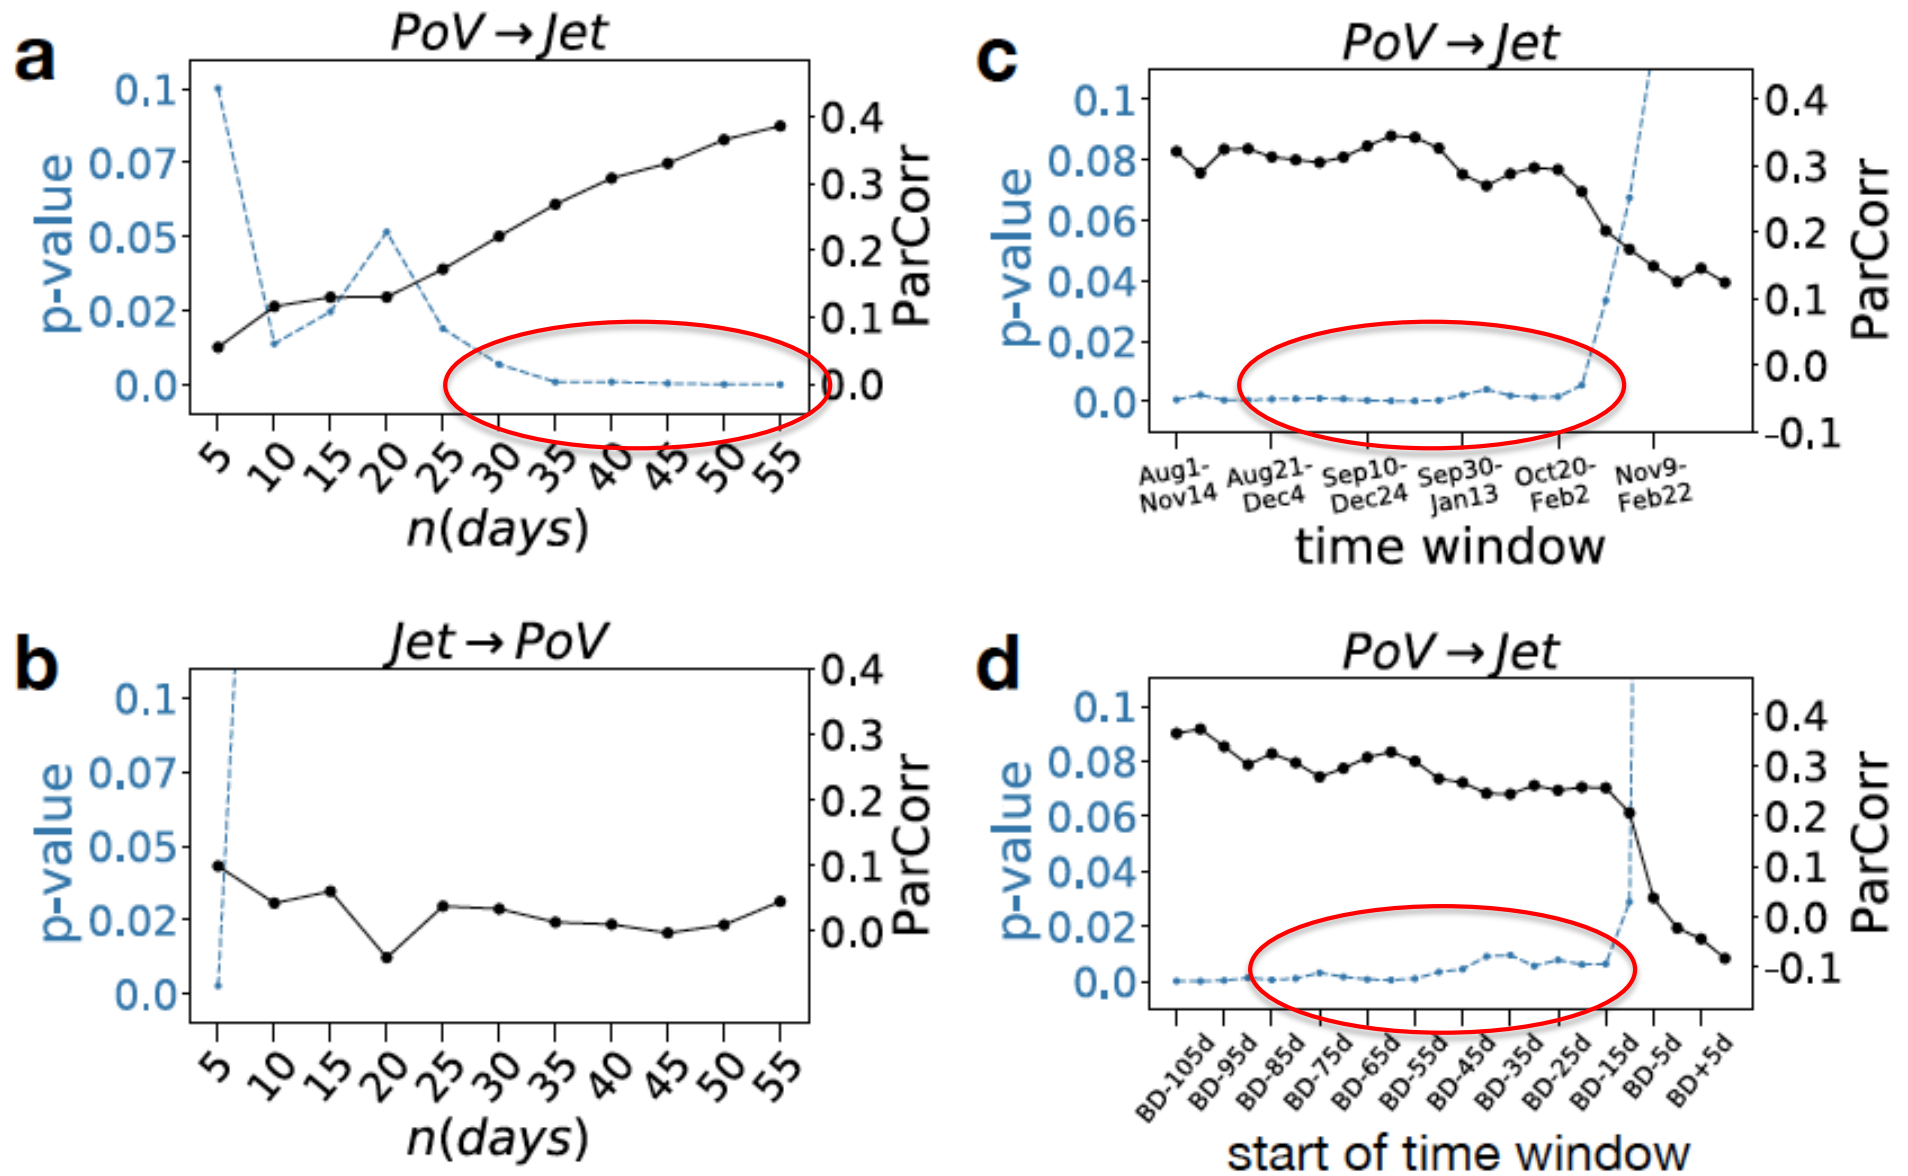 a
PoV → Jet
p-value
0.1
0.07
0.05
0.02
0.0
0.4
0.3
0.2
0.1
0.0
ParCorr
5 10 15 20 25 30 35 40 45 50 55
n(days)
c
PoV → Jet
p-value
0.1
0.08
0.06
0.04
0.02
0.0
0.4
0.3
0.2
0.1
0.0
−0.1
ParCorr
Aug1- Aug21- Sep10- Sep30- Oct20- Nov9-
Nov14 Dec4 Dec24 Jan13 Feb2 Feb22
time window
b
Jet → PoV
p-value
0.1
0.07
0.05
0.02
0.0
0.4
0.3
0.2
0.1
0.0
ParCorr
5 10 15 20 25 30 35 40 45 50 55
n(days)
d
PoV → Jet
p-value
0.1
0.08
0.06
0.04
0.02
0.0
0.4
0.3
0.2
0.1
0.0
−0.1
ParCorr
BD-105d BD-95d BD-85d BD-75d BD-65d BD-55d BD-45d BD-35d BD-25d BD-15d BD-5d BD+5d
start of time window